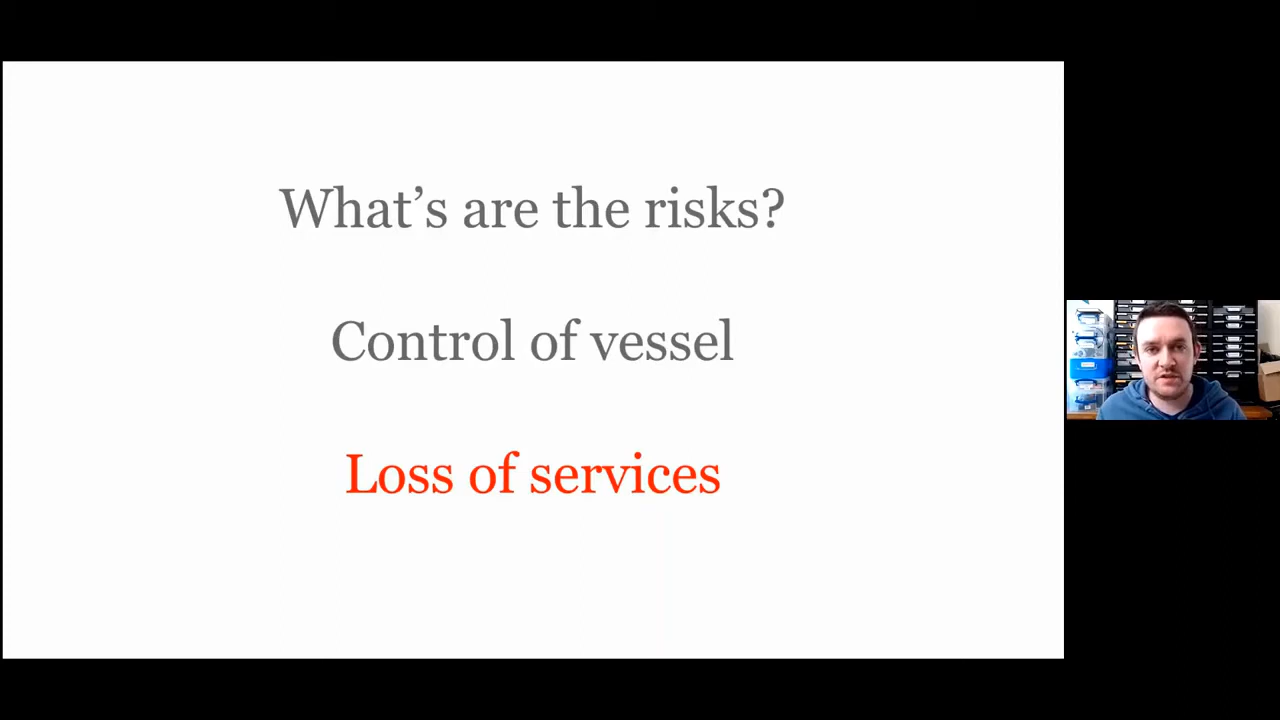 What’s are the risks?
Control of vessel
Loss of services